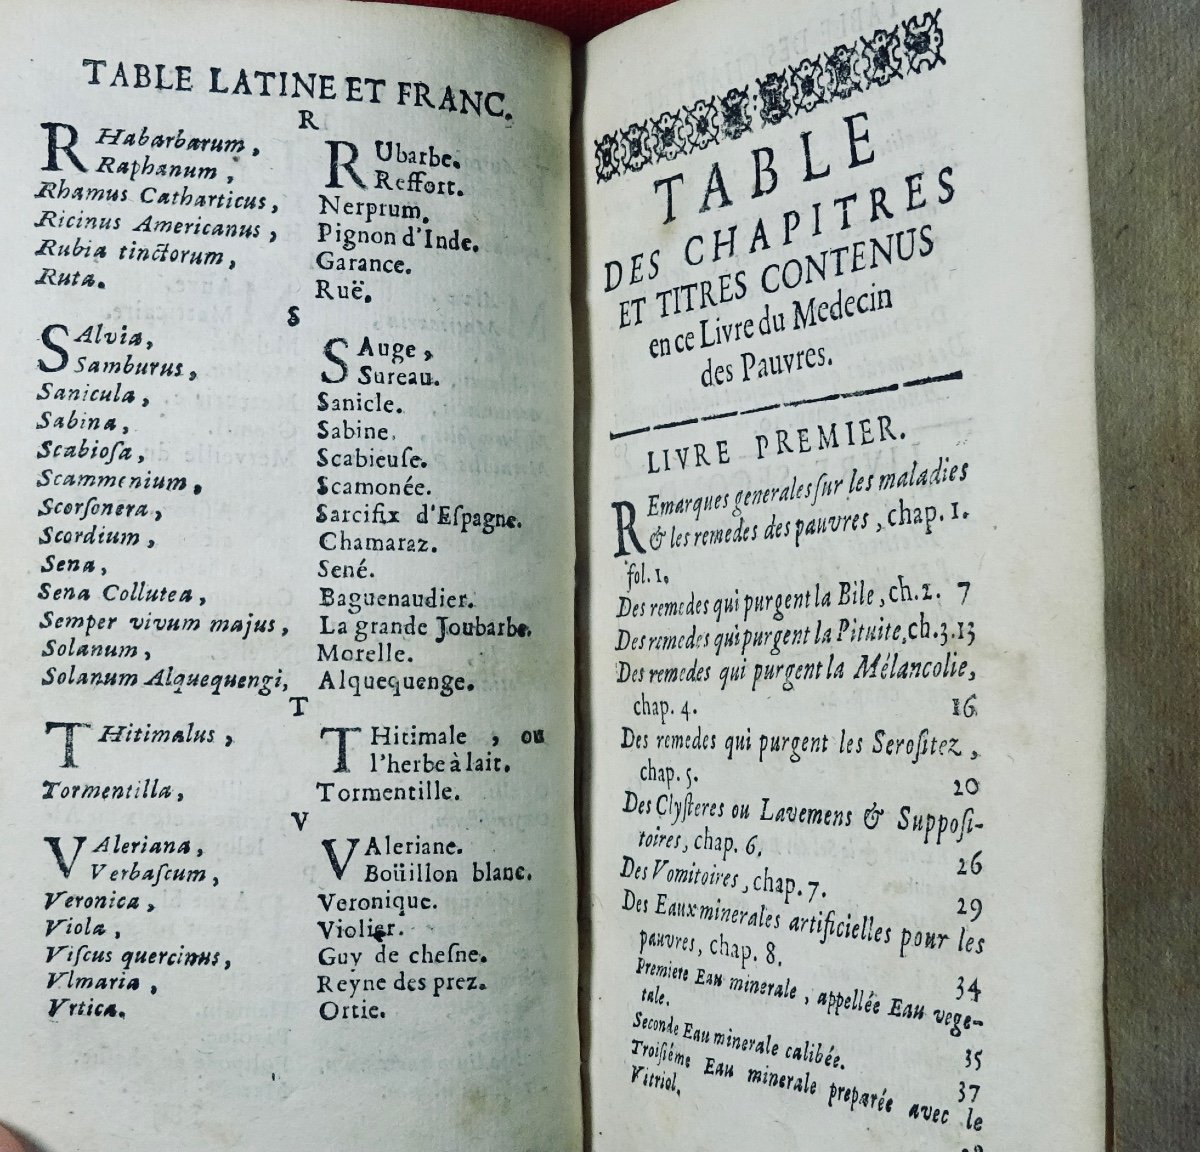 TABLE LATINE ET FRANC.
R
RHabarbarum,
Raphanum,
Rhamus Catharticus,
Ricinus Americanus,
Rubia tinctorum,
Ruta.
RUbarbe.
Reffort.
Nerprum.
Pignon d'Inde.
Garance.
Ruë.
S
SAlvia,
Samburus,
Sanicula,
Sabina,
Scabioſa,
Scammenium,
Scorſonera,
Scordium,
Sena,
Sena Collutea,
Semper vivum majus,
Solanum,
Solanum Alquequengi,
SAuge,
Sureau.
Sanicle.
Sabine.
Scabieuſe.
Scamonée.
Sarcifix d'Eſpagne.
Chamaraz.
Sené.
Baguenaudier.
La grande Joubarbe.
Morelle.
Alquequenge.
T
THitimalus,
Tormentilla,
THitimale, ou
l'herbe à lait.
Tormentille.
V
VAleriana,
Verbaſcum,
Veronica,
Viola,
Viſcus quercinus,
Vlmaria,
Vrtica.
VAleriane.
Boüillon blanc.
Veronique.
Violier.
Guy de cheſne.
Reyne des prez.
Ortie.
TABLE
DES CHAPITRES
ET TITRES CONTENUS
en ce Livre du Medecin
des Pauvres.
LIVRE PREMIER.
REmarques generales ſur les maladies
& les remedes des pauvres, chap. 1.
fol. 1.
Des remedes qui purgent la Bile, ch. 2. 7
Des remedes qui purgent la Pituite, ch. 3. 13
Des remedes qui purgent la Mélancolie,
chap. 4. 16
Des remedes qui purgent les Seroſitez,
chap. 5. 20
Des Clyſteres ou Lavemens & Suppoſi-
toires, chap. 6. 26
Des Vomitoires, chap. 7. 29
Des Eaux minerales artificielles pour les
pauvres, chap. 8. 34
Premiere Eau minerale, appellée Eau vege-
tale. 35
Seconde Eau minerale calibée. 37
Troiſiéme Eau minerale preparée avec le
Vitriol.